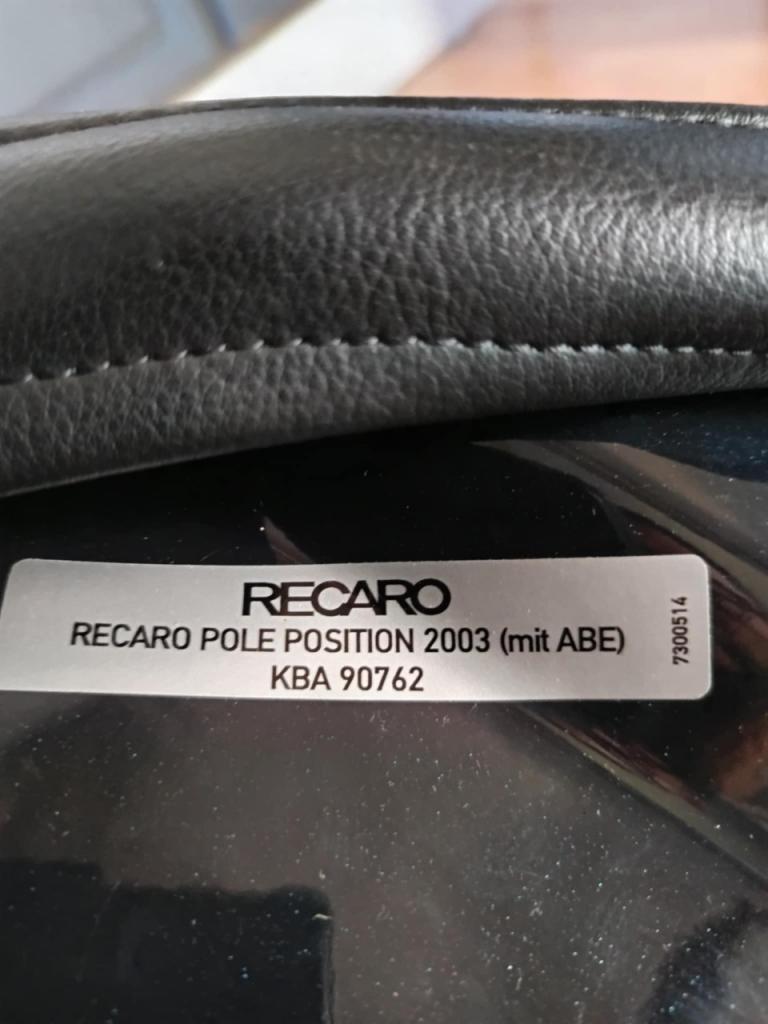 RECARO
RECARO POLE POSITION 2003 (mit ABE)
KBA 90762
7300514